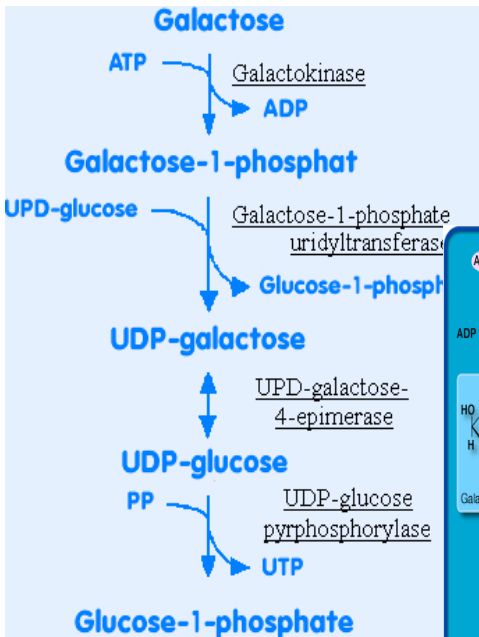 Galactose
ATP
Galactokinase
ADP
Galactose-1-phosphat
UPD-glucose
Galactose-1-phosphate
uridyltransferase
Glucose-1-phosph
UDP-galactose
UPD-galactose-
4-epimerase
UDP-glucose
PP
UDP-glucose
pyrphosphorylase
UTP
Glucose-1-phosphate
A
ADP
HO
H
Gala